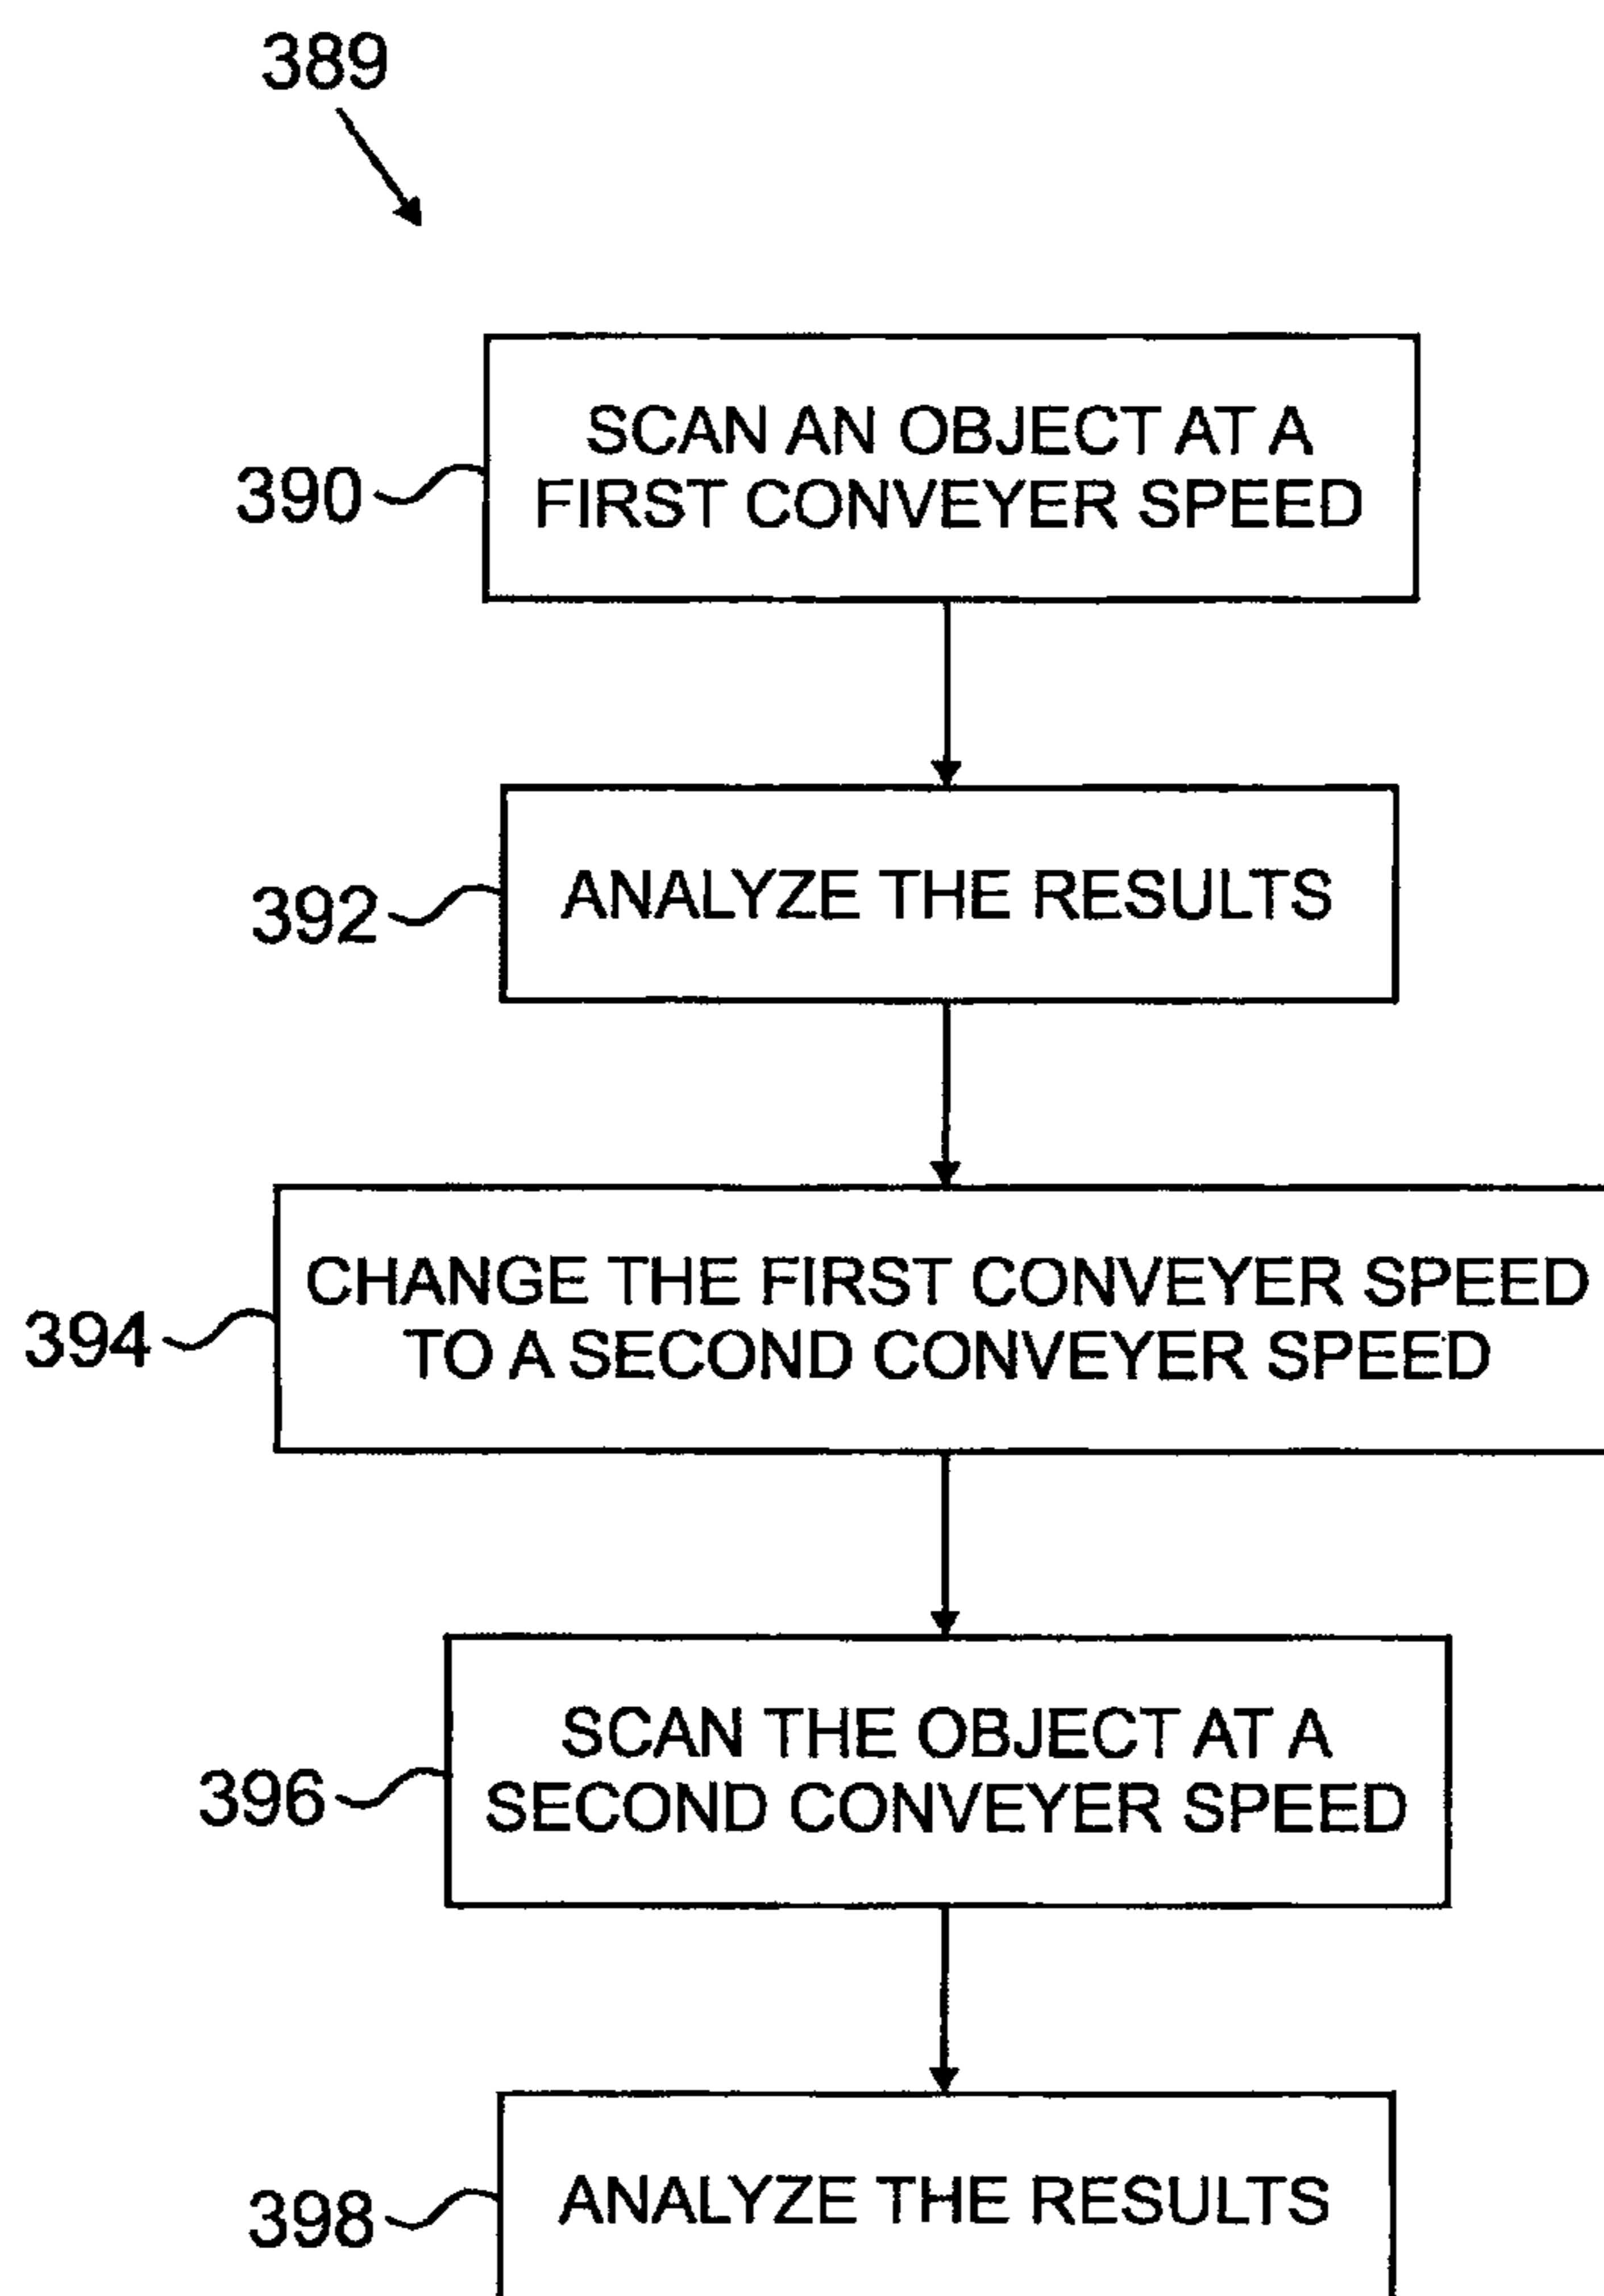 389
SCAN AN OBJECT AT A
FIRST CONVEYER SPEED
390
ANALYZE THE RESULTS
392
CHANGE THE FIRST CONVEYER SPEED
TO A SECOND CONVEYER SPEED
394
SCAN THE OBJECT AT A
SECOND CONVEYER SPEED
396
ANALYZE THE RESULTS
398